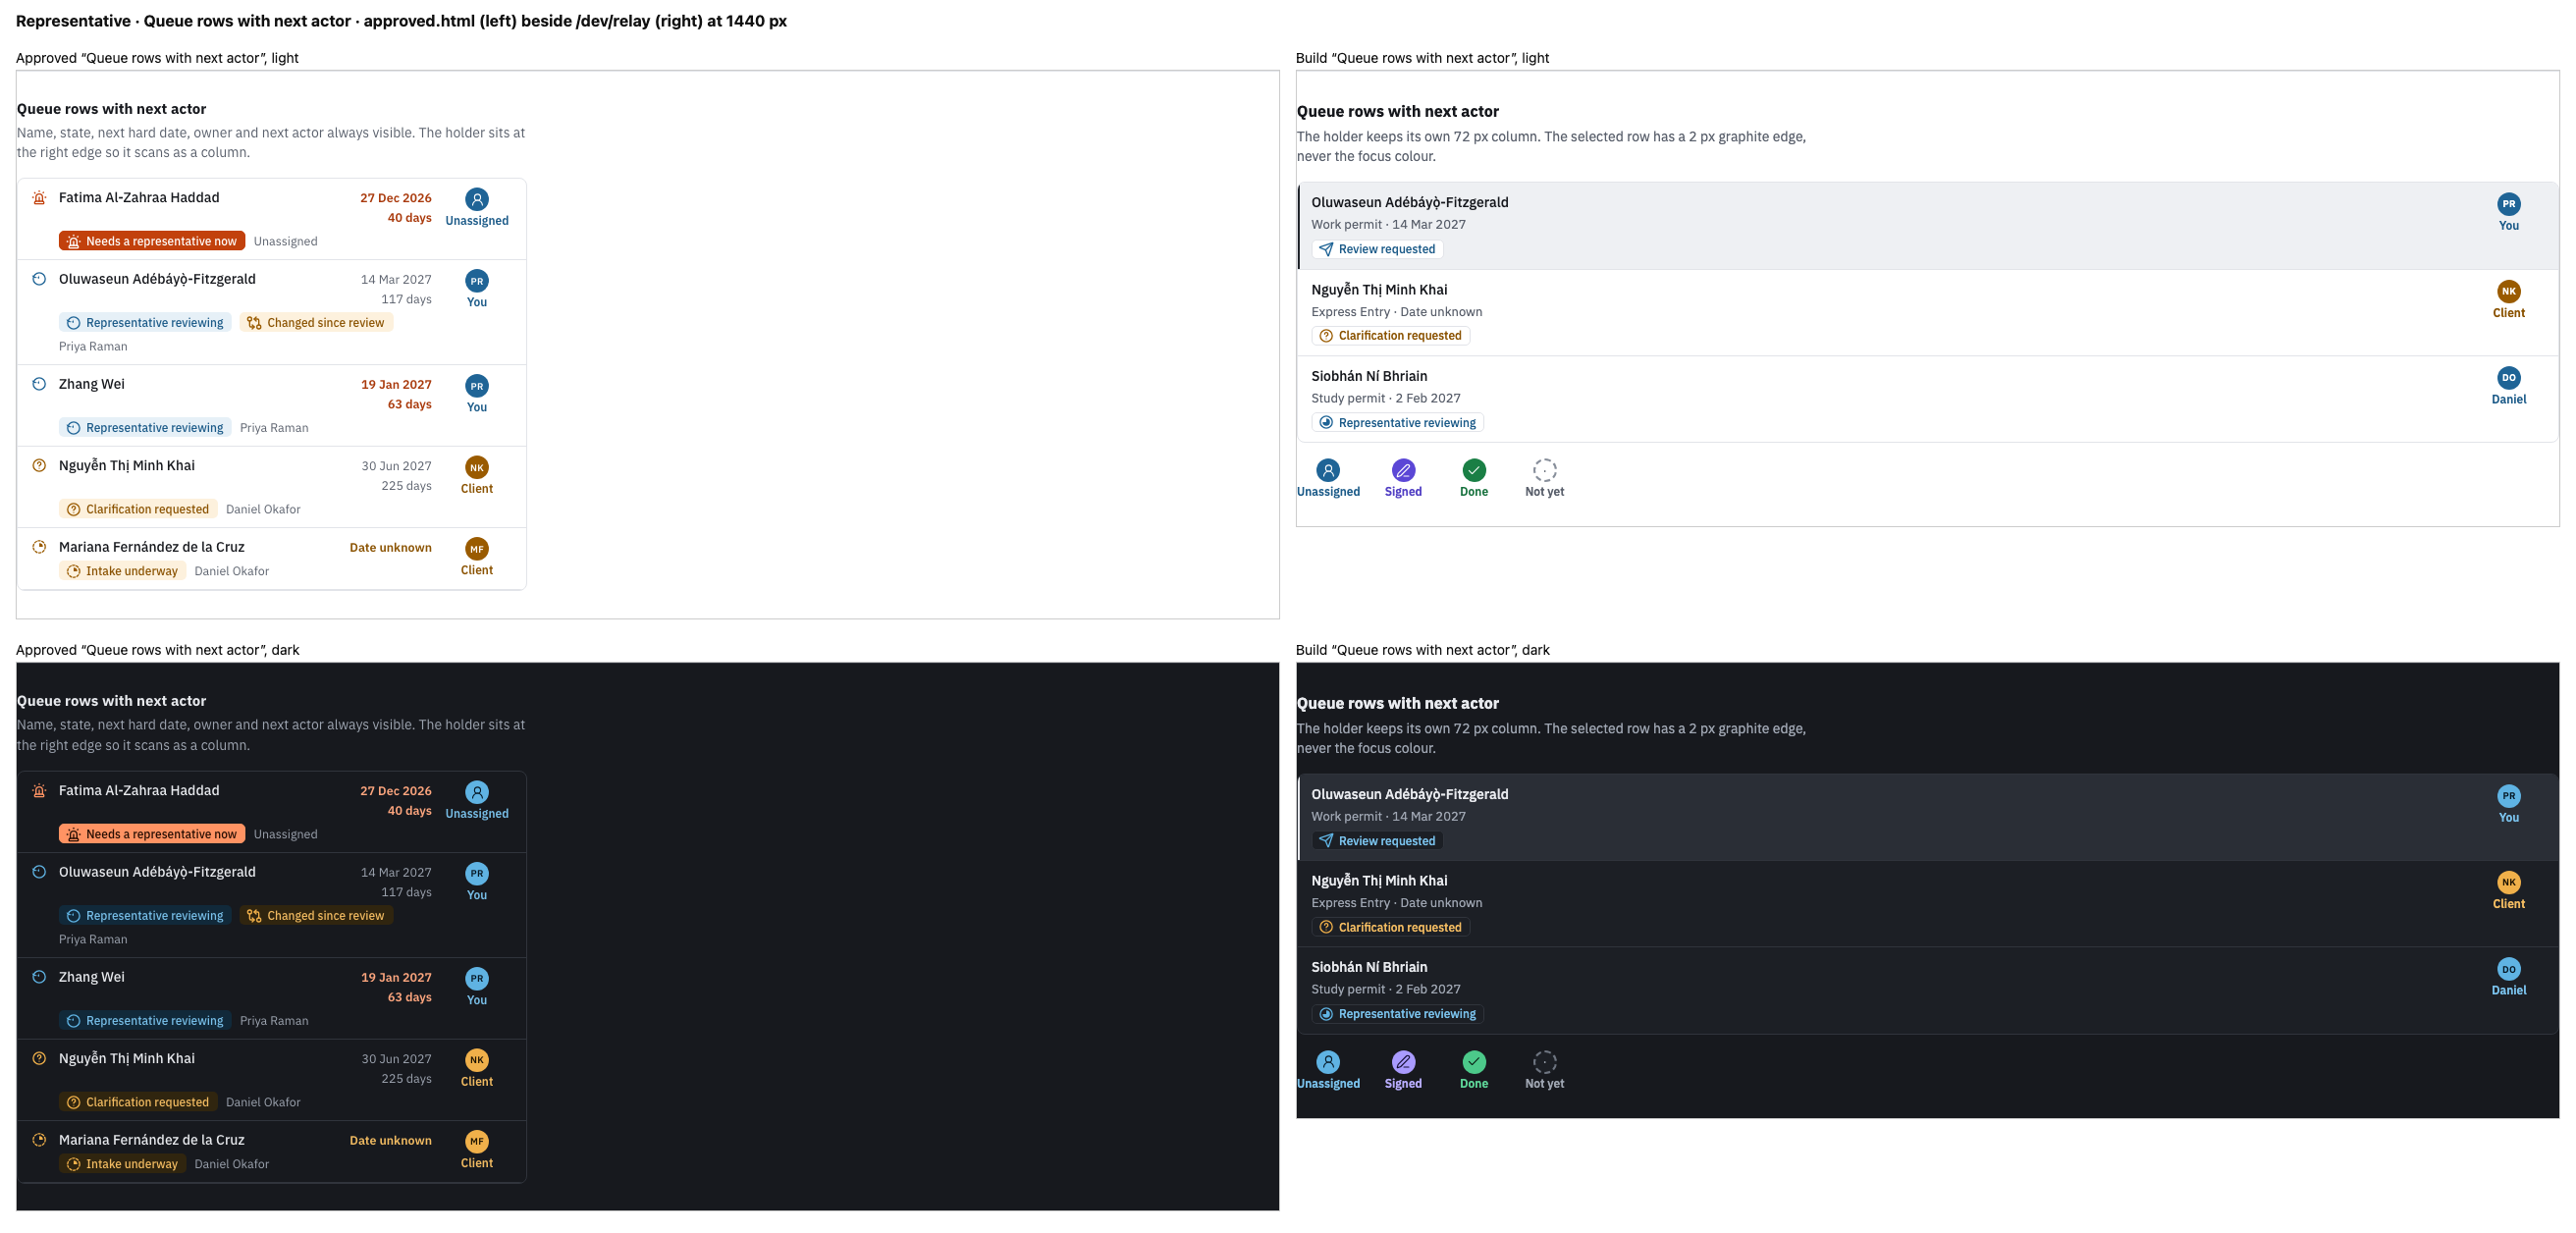 Representative · Queue rows with next actor · approved.html (left) beside /dev/relay (right) at 1440 px
Approved “Queue rows with next actor”, light
Queue rows with next actor
Name, state, next hard date, owner and next actor always visible. The holder sits at
the right edge so it scans as a column.
Fatima Al-Zahraa Haddad 27 Dec 2026
40 days Unassigned
Needs a representative now Unassigned
Oluwaseun Adébáyọ̀-Fitzgerald 14 Mar 2027 PR
117 days You
Representative reviewing Changed since review
Priya Raman
Zhang Wei 19 Jan 2027 PR
63 days You
Representative reviewing Priya Raman
Nguyễn Thị Minh Khai 30 Jun 2027 NK
225 days Client
Clarification requested Daniel Okafor
Mariana Fernández de la Cruz Date unknown MF
Intake underway Daniel Okafor Client
Build “Queue rows with next actor”, light
Queue rows with next actor
The holder keeps its own 72 px column. The selected row has a 2 px graphite edge,
never the focus colour.
Oluwaseun Adébáyọ̀-Fitzgerald PR
Work permit · 14 Mar 2027 You
Review requested
Nguyễn Thị Minh Khai NK
Express Entry · Date unknown Client
Clarification requested
Siobhán Ní Bhriain DO
Study permit · 2 Feb 2027 Daniel
Representative reviewing
Unassigned Signed Done Not yet
Approved “Queue rows with next actor”, dark
Queue rows with next actor
Name, state, next hard date, owner and next actor always visible. The holder sits at
the right edge so it scans as a column.
Fatima Al-Zahraa Haddad 27 Dec 2026
40 days Unassigned
Needs a representative now Unassigned
Oluwaseun Adébáyọ̀-Fitzgerald 14 Mar 2027 PR
117 days You
Representative reviewing Changed since review
Priya Raman
Zhang Wei 19 Jan 2027 PR
63 days You
Representative reviewing Priya Raman
Nguyễn Thị Minh Khai 30 Jun 2027 NK
225 days Client
Clarification requested Daniel Okafor
Mariana Fernández de la Cruz Date unknown MF
Intake underway Daniel Okafor Client
Build “Queue rows with next actor”, dark
Queue rows with next actor
The holder keeps its own 72 px column. The selected row has a 2 px graphite edge,
never the focus colour.
Oluwaseun Adébáyọ̀-Fitzgerald PR
Work permit · 14 Mar 2027 You
Review requested
Nguyễn Thị Minh Khai NK
Express Entry · Date unknown Client
Clarification requested
Siobhán Ní Bhriain DO
Study permit · 2 Feb 2027 Daniel
Representative reviewing
Unassigned Signed Done Not yet